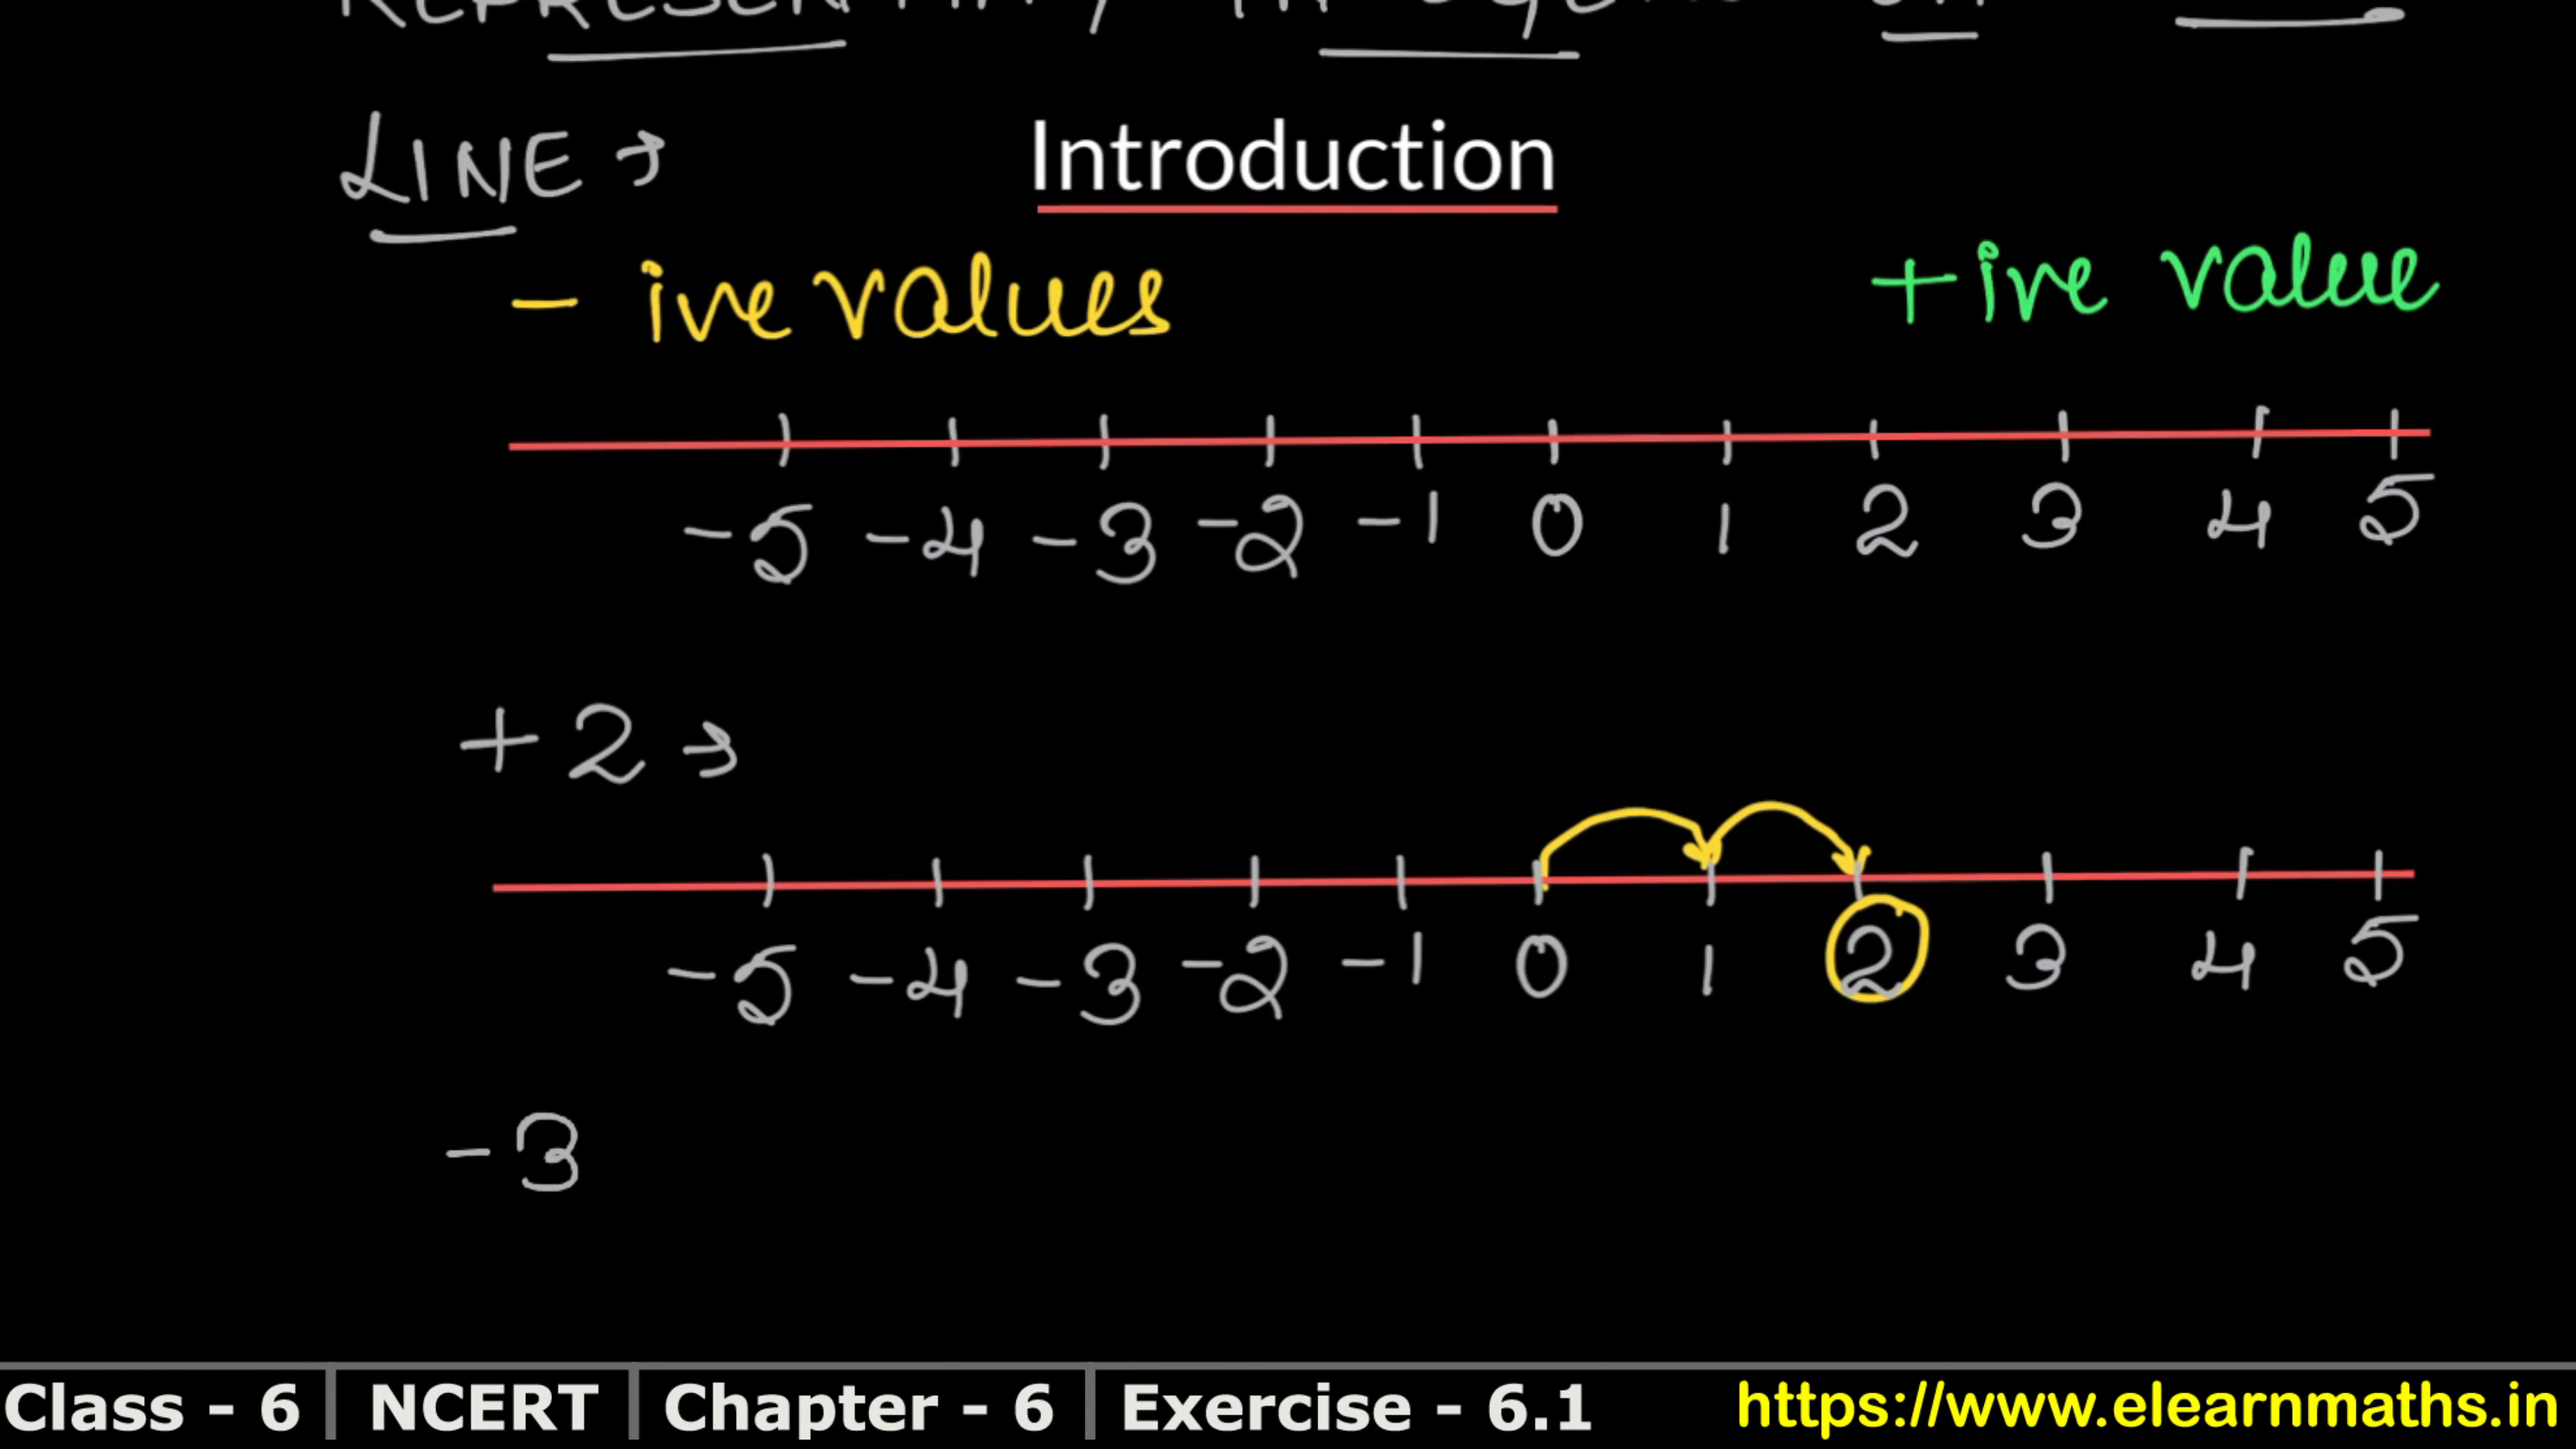 LINE →
Introduction
- ive values
+ive value
-5 -4 -3 -2 -1 0 1 2 3 4 5
+2 →
-5 -4 -3 -2 -1 0 1 2 3 4 5
-3
Class - 6 | NCERT | Chapter - 6 | Exercise - 6.1 https://www.elearnmaths.in